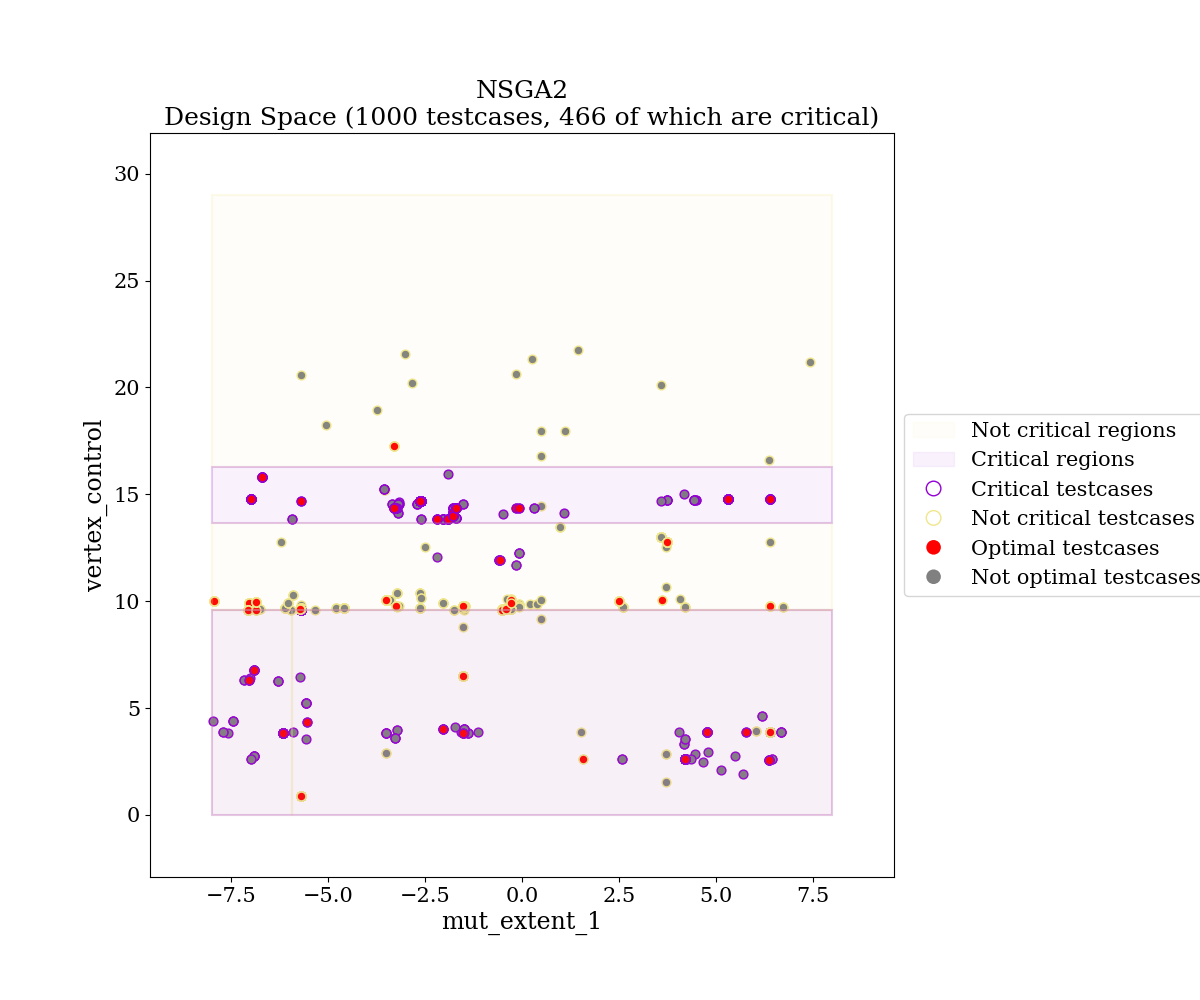 NSGA2
Design Space (1000 testcases, 466 of which are critical)
30
25
20
15
10
5
0
vertex_control
−7.5
−5.0
−2.5
0.0
2.5
5.0
7.5
mut_extent_1
Not critical regions
Critical regions
Critical testcases
Not critical testcases
Optimal testcases
Not optimal testcases